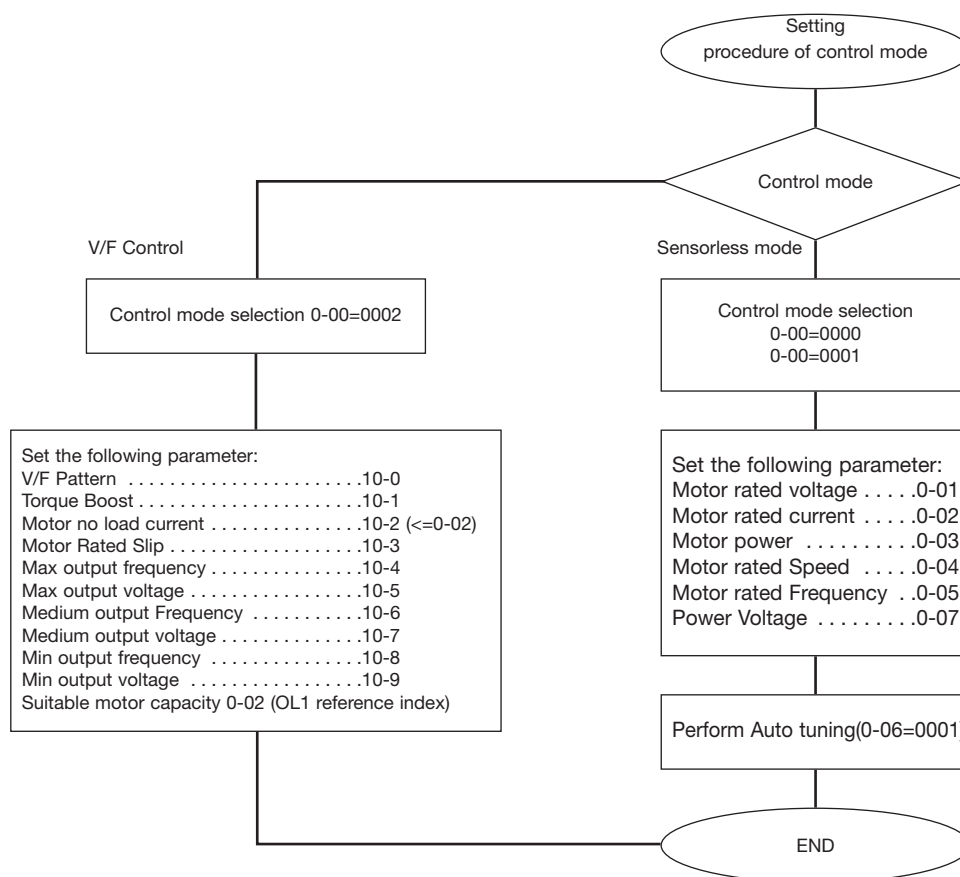 Setting
procedure of control mode
Control mode
V/F Control
Sensorless mode
Control mode selection 0-00=0002
Control mode selection
0-00=0000
0-00=0001
Set the following parameter:
V/F Pattern . . . . . . . . . . . . . . . . . . . . . . .10-0
Torque Boost . . . . . . . . . . . . . . . . . . . . . .10-1
Motor no load current . . . . . . . . . . . . . . .10-2 (<=0-02)
Motor Rated Slip . . . . . . . . . . . . . . . . . . .10-3
Max output frequency . . . . . . . . . . . . . . .10-4
Max output voltage . . . . . . . . . . . . . . . . .10-5
Medium output Frequency . . . . . . . . . . . .10-6
Medium output voltage . . . . . . . . . . . . . .10-7
Min output frequency . . . . . . . . . . . . . . .10-8
Min output voltage . . . . . . . . . . . . . . . . .10-9
Suitable motor capacity 0-02 (OL1 reference index)
Set the following parameter:
Motor rated voltage . . . . .0-01
Motor rated current . . . . .0-02
Motor power . . . . . . . . . .0-03
Motor rated Speed . . . . .0-04
Motor rated Frequency . .0-05
Power Voltage . . . . . . . . .0-07
Perform Auto tuning(0-06=0001)
END